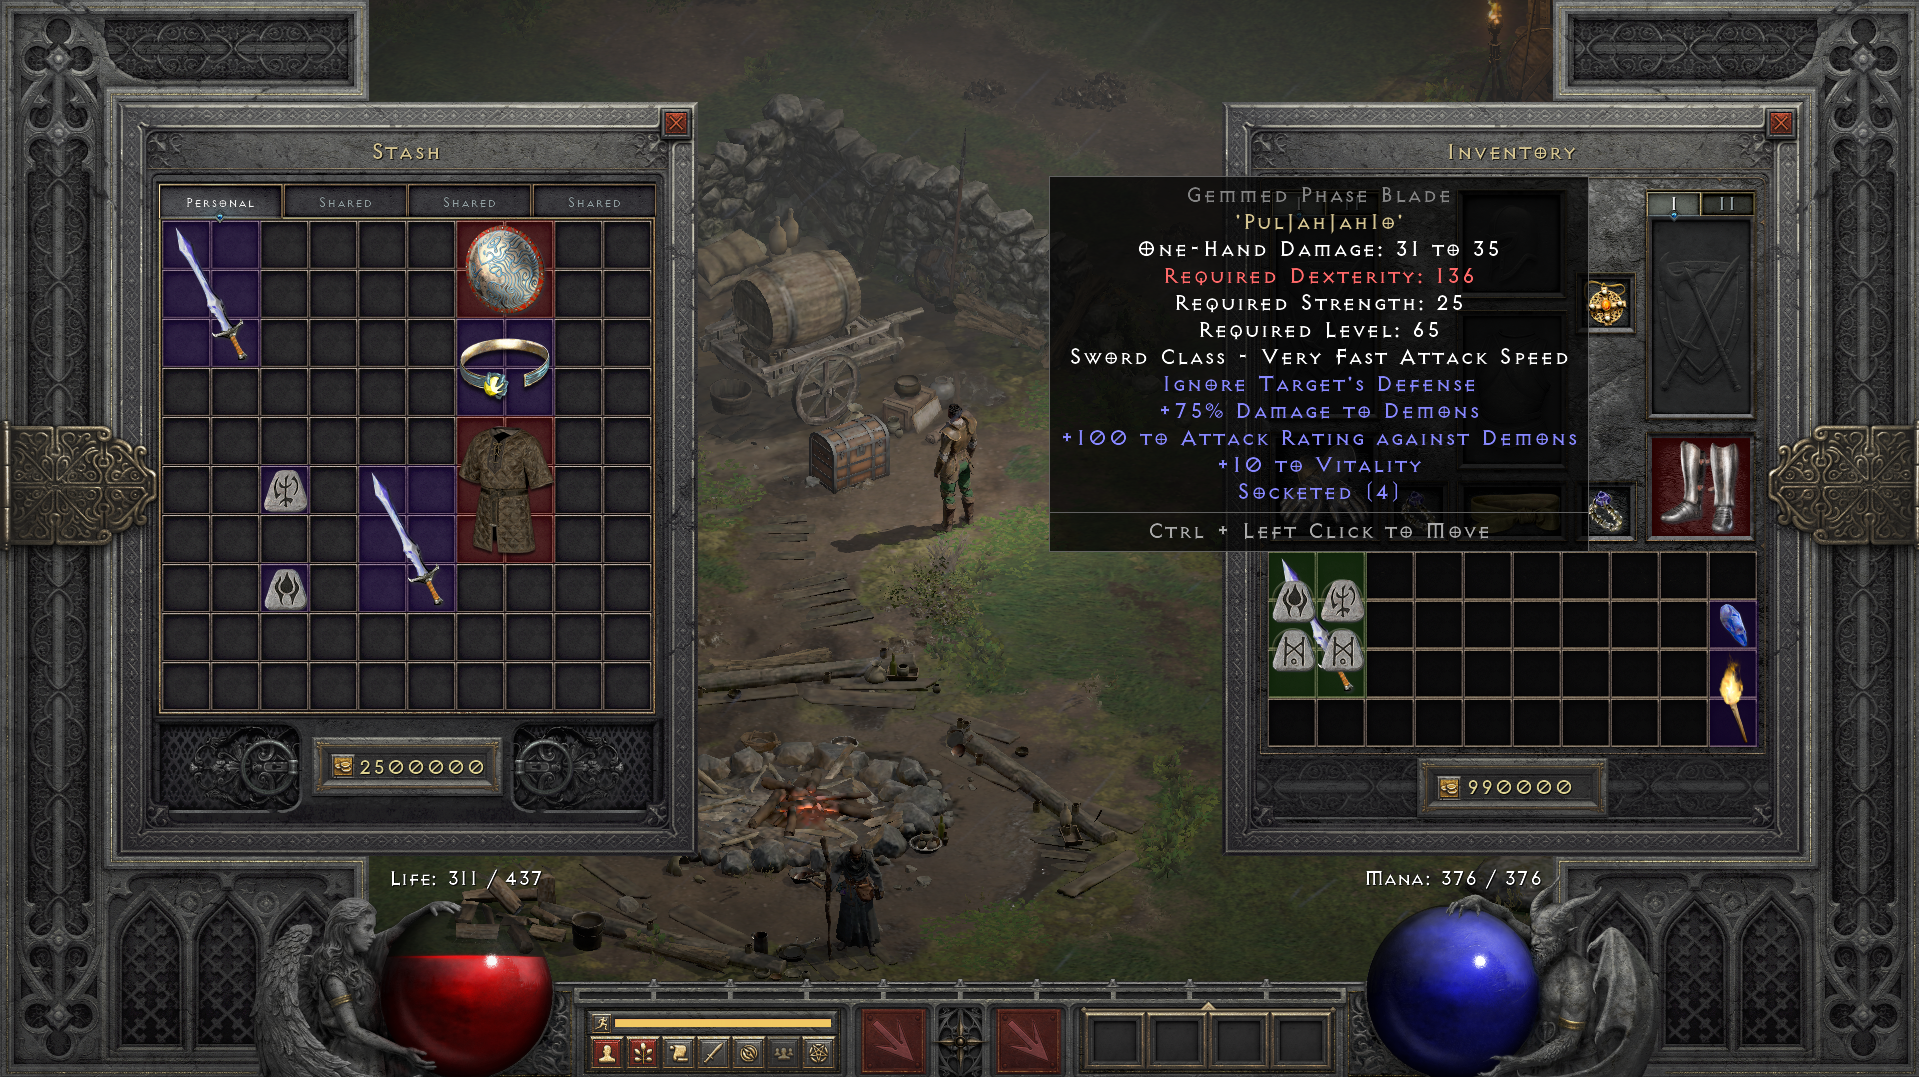 Stash
Personal
Shared
Shared
Shared
2500000
Inventory
I
II
Gemmed Phase Blade
'PulJahJahIo'
One-Hand Damage: 31 to 35
Required Dexterity: 136
Required Strength: 25
Required Level: 65
Sword Class - Very Fast Attack Speed
Ignore Target's Defense
+75% Damage to Demons
+100 to Attack Rating against Demons
+10 to Vitality
Socketed (4)
Ctrl + Left Click to Move
990000
Life: 311 / 437
Mana: 376 / 376